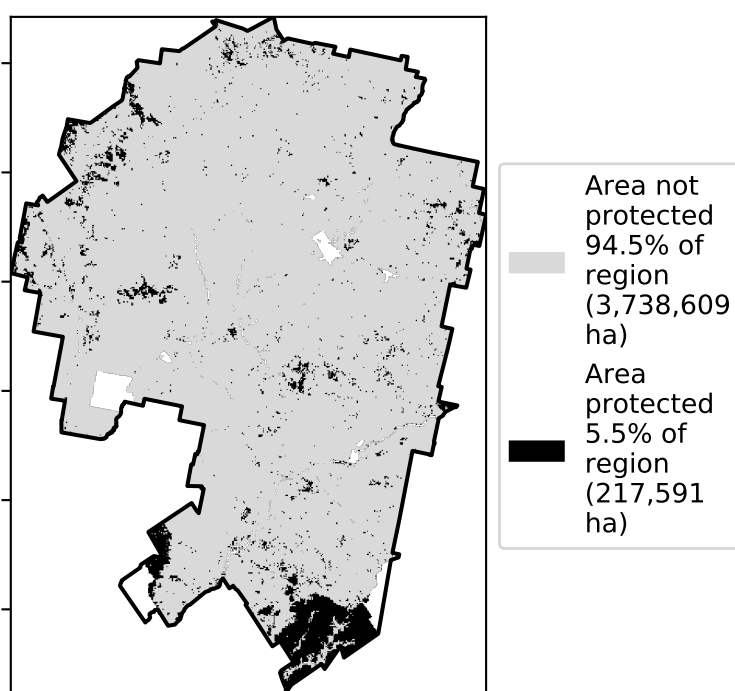 Area not
protected
94.5% of
region
(3,738,609
ha)
Area
protected
5.5% of
region
(217,591
ha)